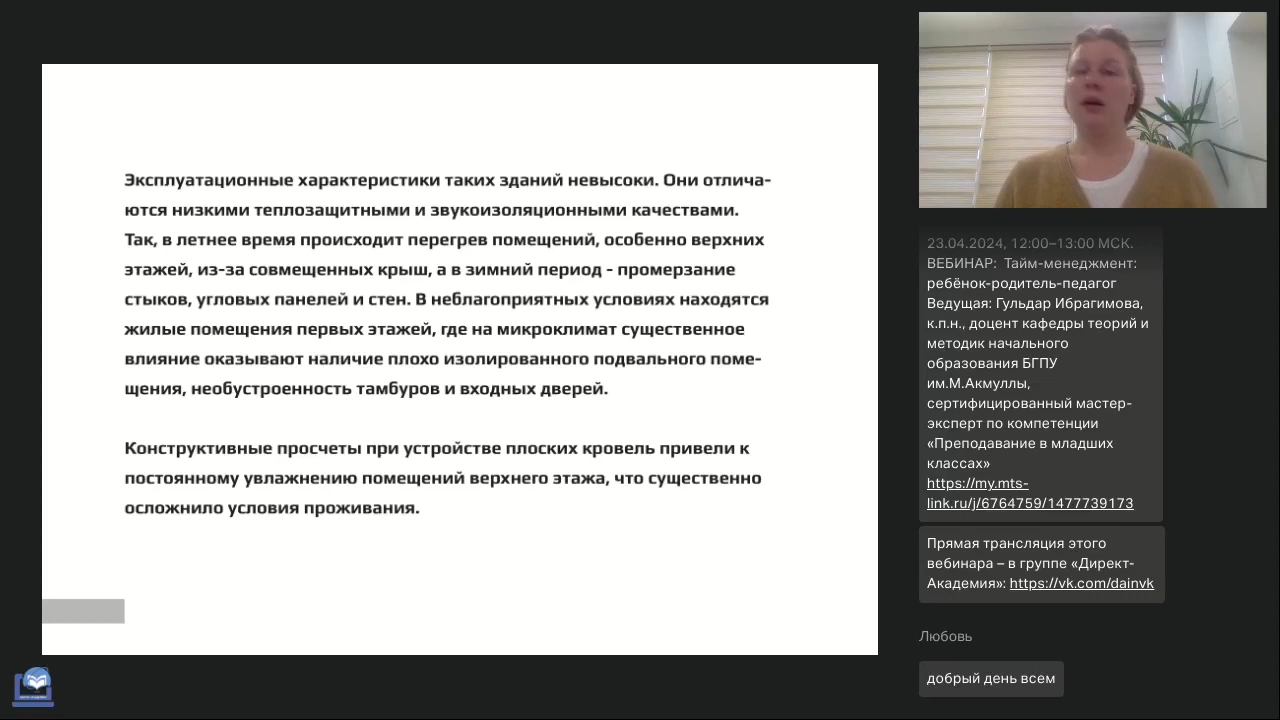 Эксплуатационные характеристики таких зданий невысоки. Они отлича-
ются низкими теплозащитными и звукоизоляционными качествами.
Так, в летнее время происходит перегрев помещений, особенно верхних
этажей, из-за совмещенных крыш, а в зимний период - промерзание
стыков, угловых панелей и стен. В неблагоприятных условиях находятся
жилые помещения первых этажей, где на микроклимат существенное
влияние оказывают наличие плохо изолированного подвального поме-
щения, необустроенность тамбуров и входных дверей.
Конструктивные просчеты при устройстве плоских кровель привели к
постоянному увлажнению помещений верхнего этажа, что существенно
осложнило условия проживания.
23.04.2024, 12:00–13:00 МСК.
ВЕБИНАР: Тайм-менеджмент:
ребёнок-родитель-педагог
Ведущая: Гульдар Ибрагимова,
к.п.н., доцент кафедры теорий и
методик начального
образования БГПУ
им.М.Акмуллы,
сертифицированный мастер-
эксперт по компетенции
«Преподавание в младших
классах»
https://my.mts-
link.ru/j/6764759/1477739173
Прямая трансляция этого
вебинара – в группе «Директ-
Академия»: https://vk.com/dainvk
Любовь
добрый день всем